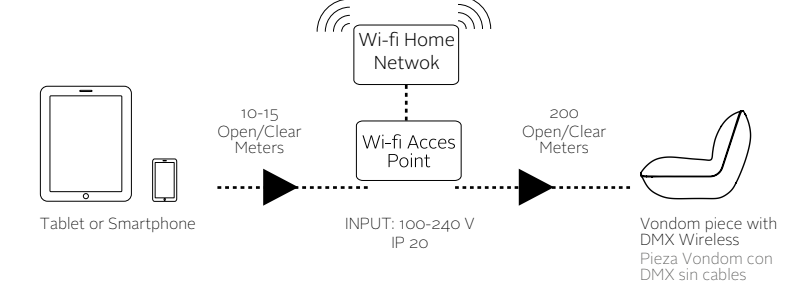 Wi-fi Home
Netwok
10-15
Open/Clear
Meters
Wi-fi Acces
Point
200
Open/Clear
Meters
Tablet or Smartphone
INPUT: 100-240 V
IP 20
Vondom piece with
DMX Wireless
Pieza Vondom con
DMX sin cables